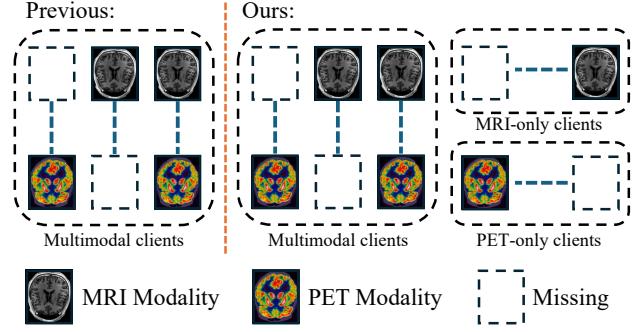 Previous:
Ours:
MRI-only clients
Multimodal clients
Multimodal clients
PET-only clients
MRI Modality
PET Modality
Missing